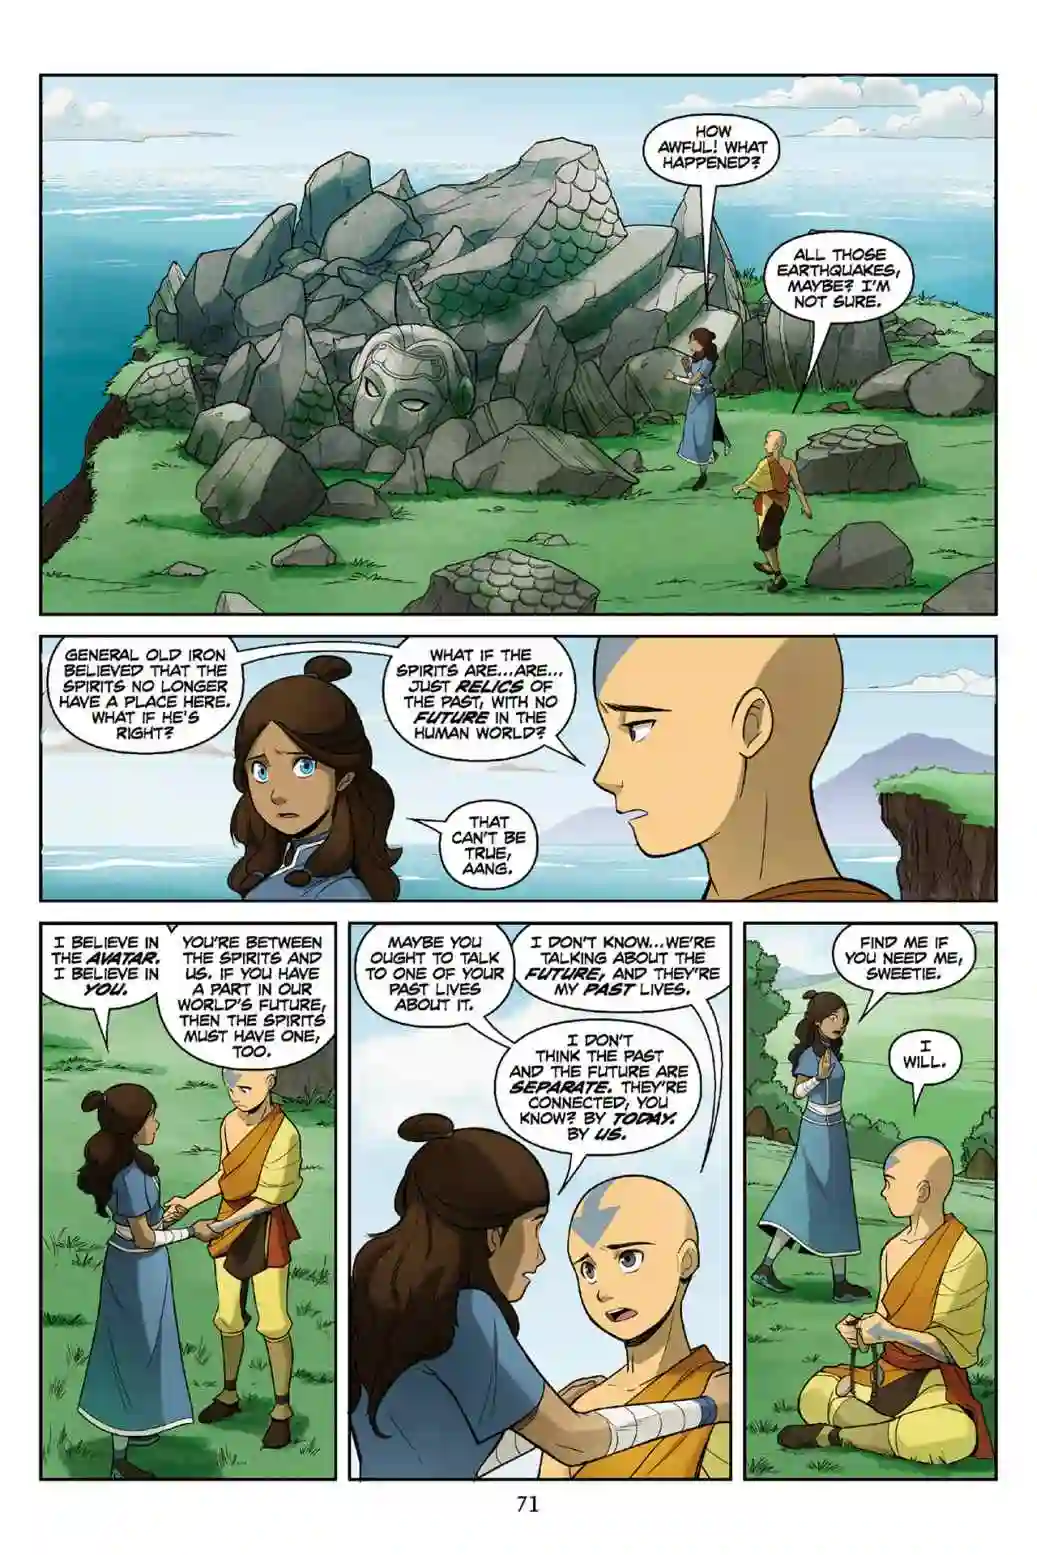 HOW
AWFUL! WHAT
HAPPENED?
ALL THOSE
EARTHQUAKES,
MAYBE? I'M
NOT SURE.
GENERAL OLD IRON
BELIEVED THAT THE
SPIRITS NO LONGER
HAVE A PLACE HERE.
WHAT IF HE'S
RIGHT?
WHAT IF THE
SPIRITS ARE...ARE...
JUST RELICS OF
THE PAST, WITH NO
FUTURE IN THE
HUMAN WORLD?
THAT
CAN'T BE
TRUE,
AANG.
I BELIEVE IN
THE AVATAR.
I BELIEVE IN
YOU.
YOU'RE BETWEEN
THE SPIRITS AND
US. IF YOU HAVE
A PART IN OUR
WORLD'S FUTURE,
THEN THE SPIRITS
MUST HAVE ONE,
TOO.
MAYBE YOU
OUGHT TO TALK
TO ONE OF YOUR
PAST LIVES
ABOUT IT.
I DON'T KNOW...WE'RE
TALKING ABOUT THE
FUTURE, AND THEY'RE
MY PAST LIVES.
I DON'T
THINK THE PAST
AND THE FUTURE ARE
SEPARATE. THEY'RE
CONNECTED, YOU
KNOW? BY TODAY.
BY US.
FIND ME IF
YOU NEED ME,
SWEETIE.
I
WILL.
71